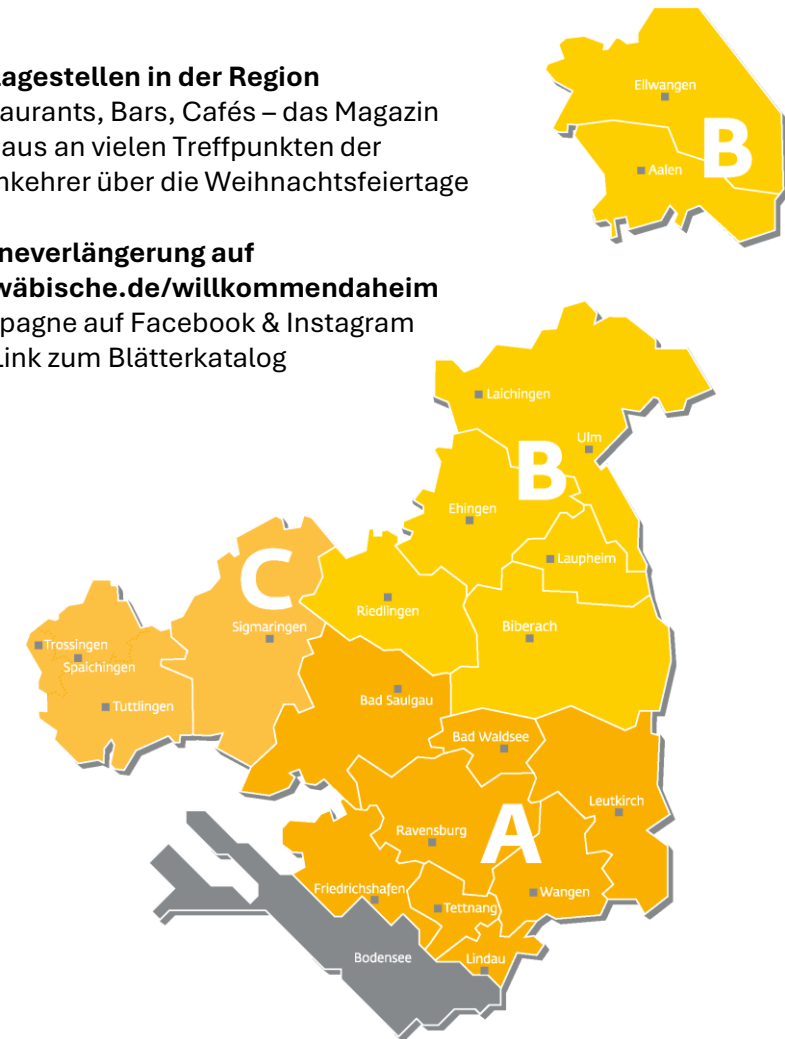 lagestellen in der Region
aurants, Bars, Cafés – das Magazin
aus an vielen Treffpunkten der
nkehrer über die Weihnachtsfeiertage
neverlängerung auf
wäbische.de/willkommendaheim
pagne auf Facebook & Instagram
Link zum Blätterkatalog
Ellwangen
B
Aalen
Laichingen
Ulm
B
Ehingen
Laupheim
C
Riedlingen
Sigmaringen
Biberach
Trossingen
Spaichingen
Tuttlingen
Bad Saulgau
Bad Waldsee
Leutkirch
Ravensburg
A
Friedrichshafen
Wangen
Tettnang
Bodensee
Lindau